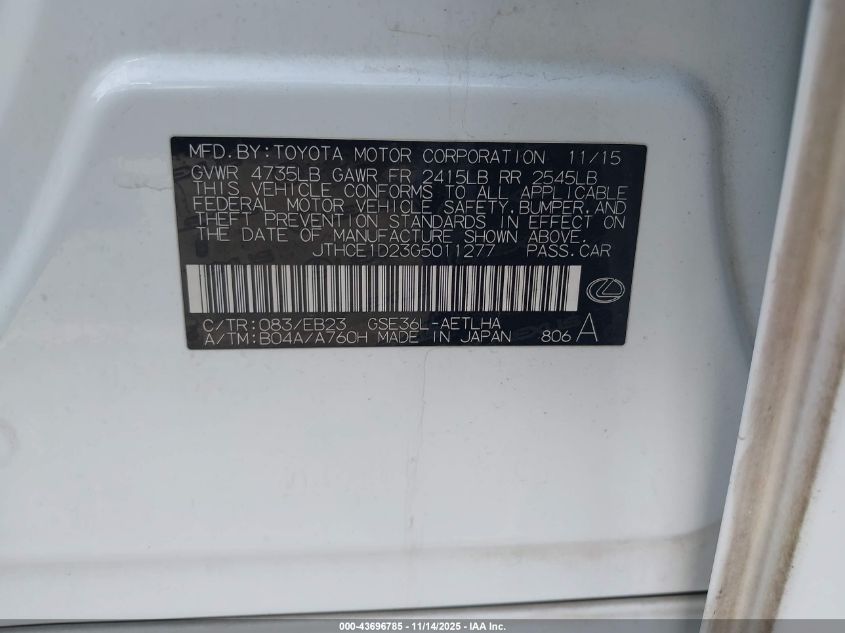 MFD.BY:TOYOTA MOTOR CORPORATION 11/15
GVWR 4735LB GAWR FR 2415LB RR 2545LB
THIS VEHICLE CONFORMS TO ALL APPLICABLE
FEDERAL MOTOR VEHICLE SAFETY,BUMPER,AND
THEFT PREVENTION STANDARDS IN EFFECT ON
THE DATE OF MANUFACTURE SHOWN ABOVE.
JTHCE1D23G5011277 PASS.CAR
C/TR:083/EB23 GSE36L-AETLHA
A/TM:B04A/A760H MADE IN JAPAN 806 A
000-43696785 - 11/14/2025 - IAA Inc.